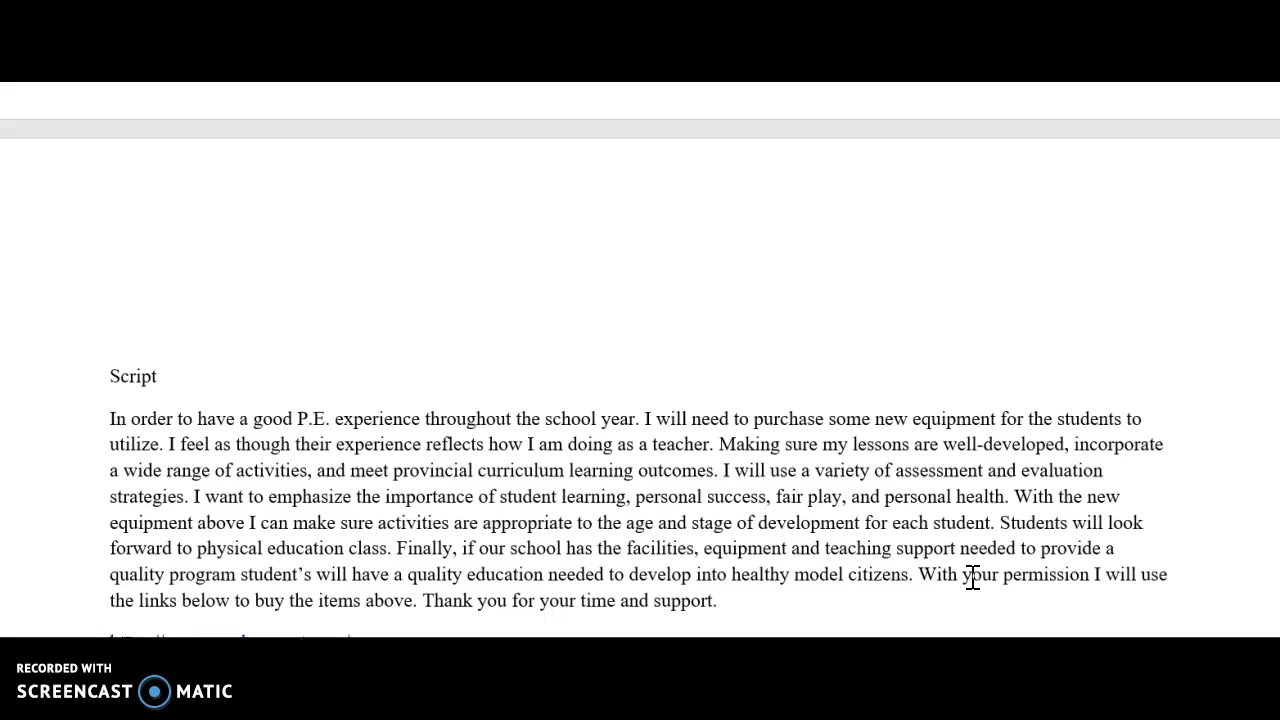 Script
In order to have a good P.E. experience throughout the school year. I will need to purchase some new equipment for the students to
utilize. I feel as though their experience reflects how I am doing as a teacher. Making sure my lessons are well-developed, incorporate
a wide range of activities, and meet provincial curriculum learning outcomes. I will use a variety of assessment and evaluation
strategies. I want to emphasize the importance of student learning, personal success, fair play, and personal health. With the new
equipment above I can make sure activities are appropriate to the age and stage of development for each student. Students will look
forward to physical education class. Finally, if our school has the facilities, equipment and teaching support needed to provide a
quality program student’s will have a quality education needed to develop into healthy model citizens. With your permission I will use
the links below to buy the items above. Thank you for your time and support.
RECORDED WITH
SCREENCAST MATIC